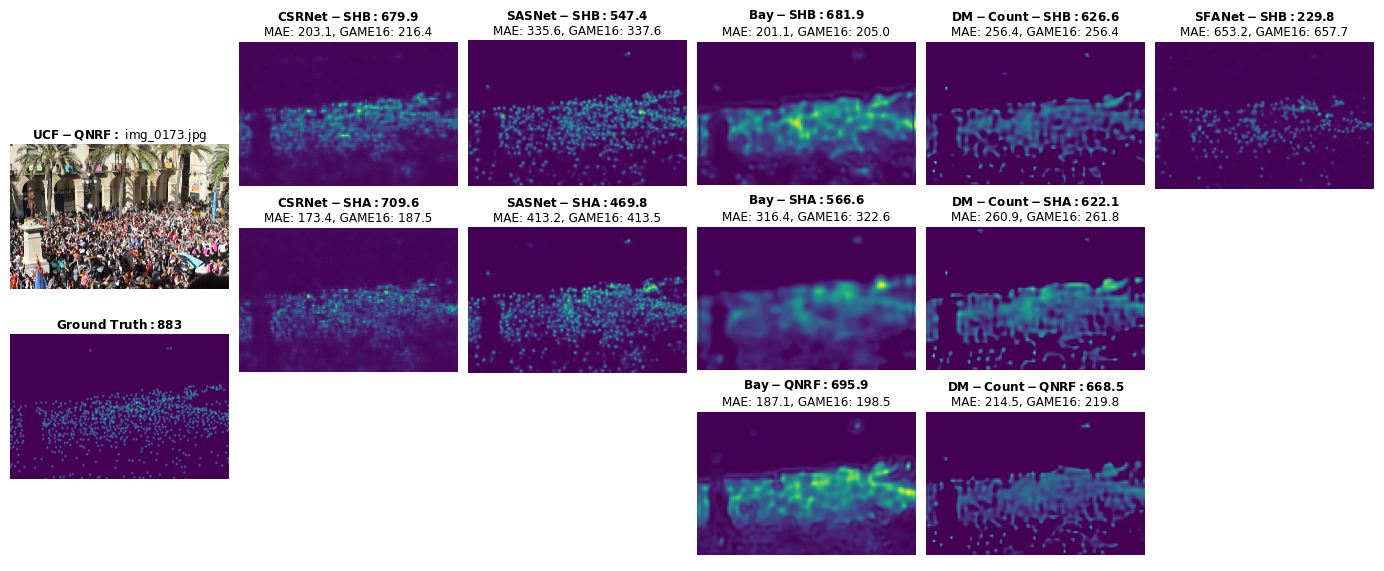 CSRNet − SHB : 679.9
MAE: 203.1, GAME16: 216.4
SASNet − SHB : 547.4
MAE: 335.6, GAME16: 337.6
Bay − SHB : 681.9
MAE: 201.1, GAME16: 205.0
DM − Count − SHB : 626.6
MAE: 256.4, GAME16: 256.4
SFANet − SHB : 229.8
MAE: 653.2, GAME16: 657.7
UCF − QNRF : img_0173.jpg
CSRNet − SHA : 709.6
MAE: 173.4, GAME16: 187.5
SASNet − SHA : 469.8
MAE: 413.2, GAME16: 413.5
Bay − SHA : 566.6
MAE: 316.4, GAME16: 322.6
DM − Count − SHA : 622.1
MAE: 260.9, GAME16: 261.8
Ground Truth : 883
Bay − QNRF : 695.9
MAE: 187.1, GAME16: 198.5
DM − Count − QNRF : 668.5
MAE: 214.5, GAME16: 219.8